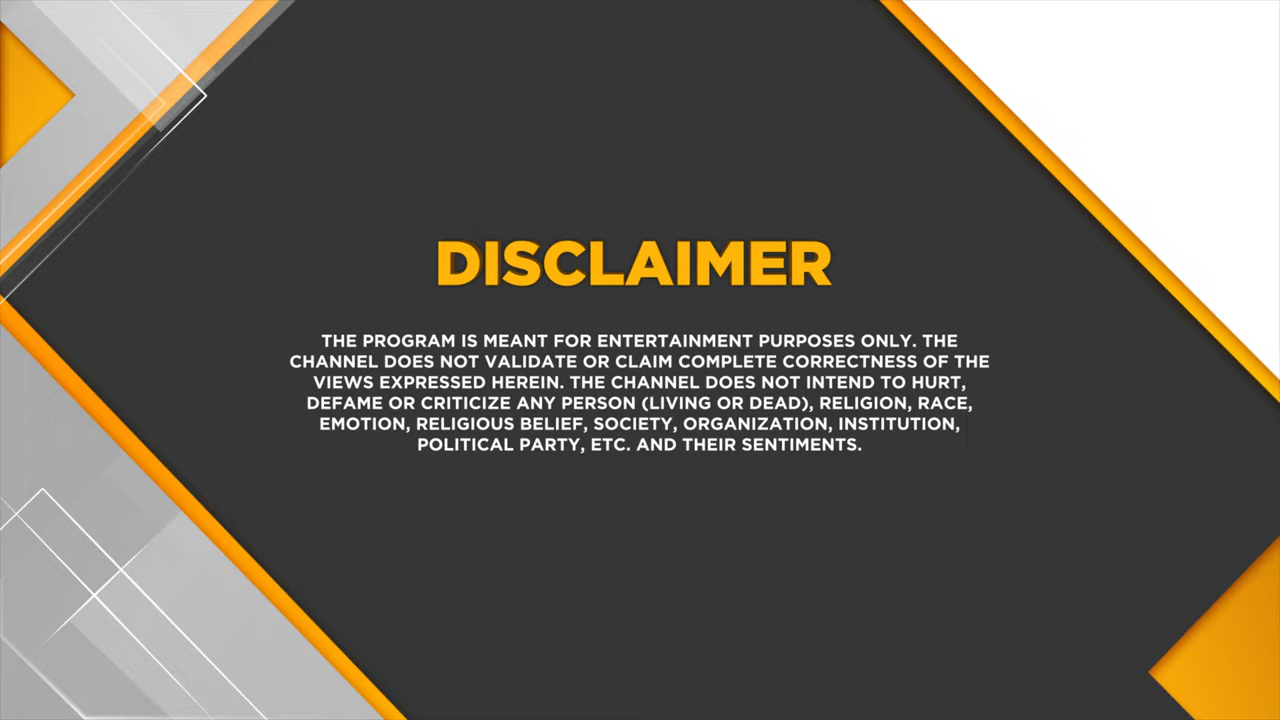 DISCLAIMER
THE PROGRAM IS MEANT FOR ENTERTAINMENT PURPOSES ONLY. THE
CHANNEL DOES NOT VALIDATE OR CLAIM COMPLETE CORRECTNESS OF THE
VIEWS EXPRESSED HEREIN. THE CHANNEL DOES NOT INTEND TO HURT,
DEFAME OR CRITICIZE ANY PERSON (LIVING OR DEAD), RELIGION, RACE,
EMOTION, RELIGIOUS BELIEF, SOCIETY, ORGANIZATION, INSTITUTION,
POLITICAL PARTY, ETC. AND THEIR SENTIMENTS.